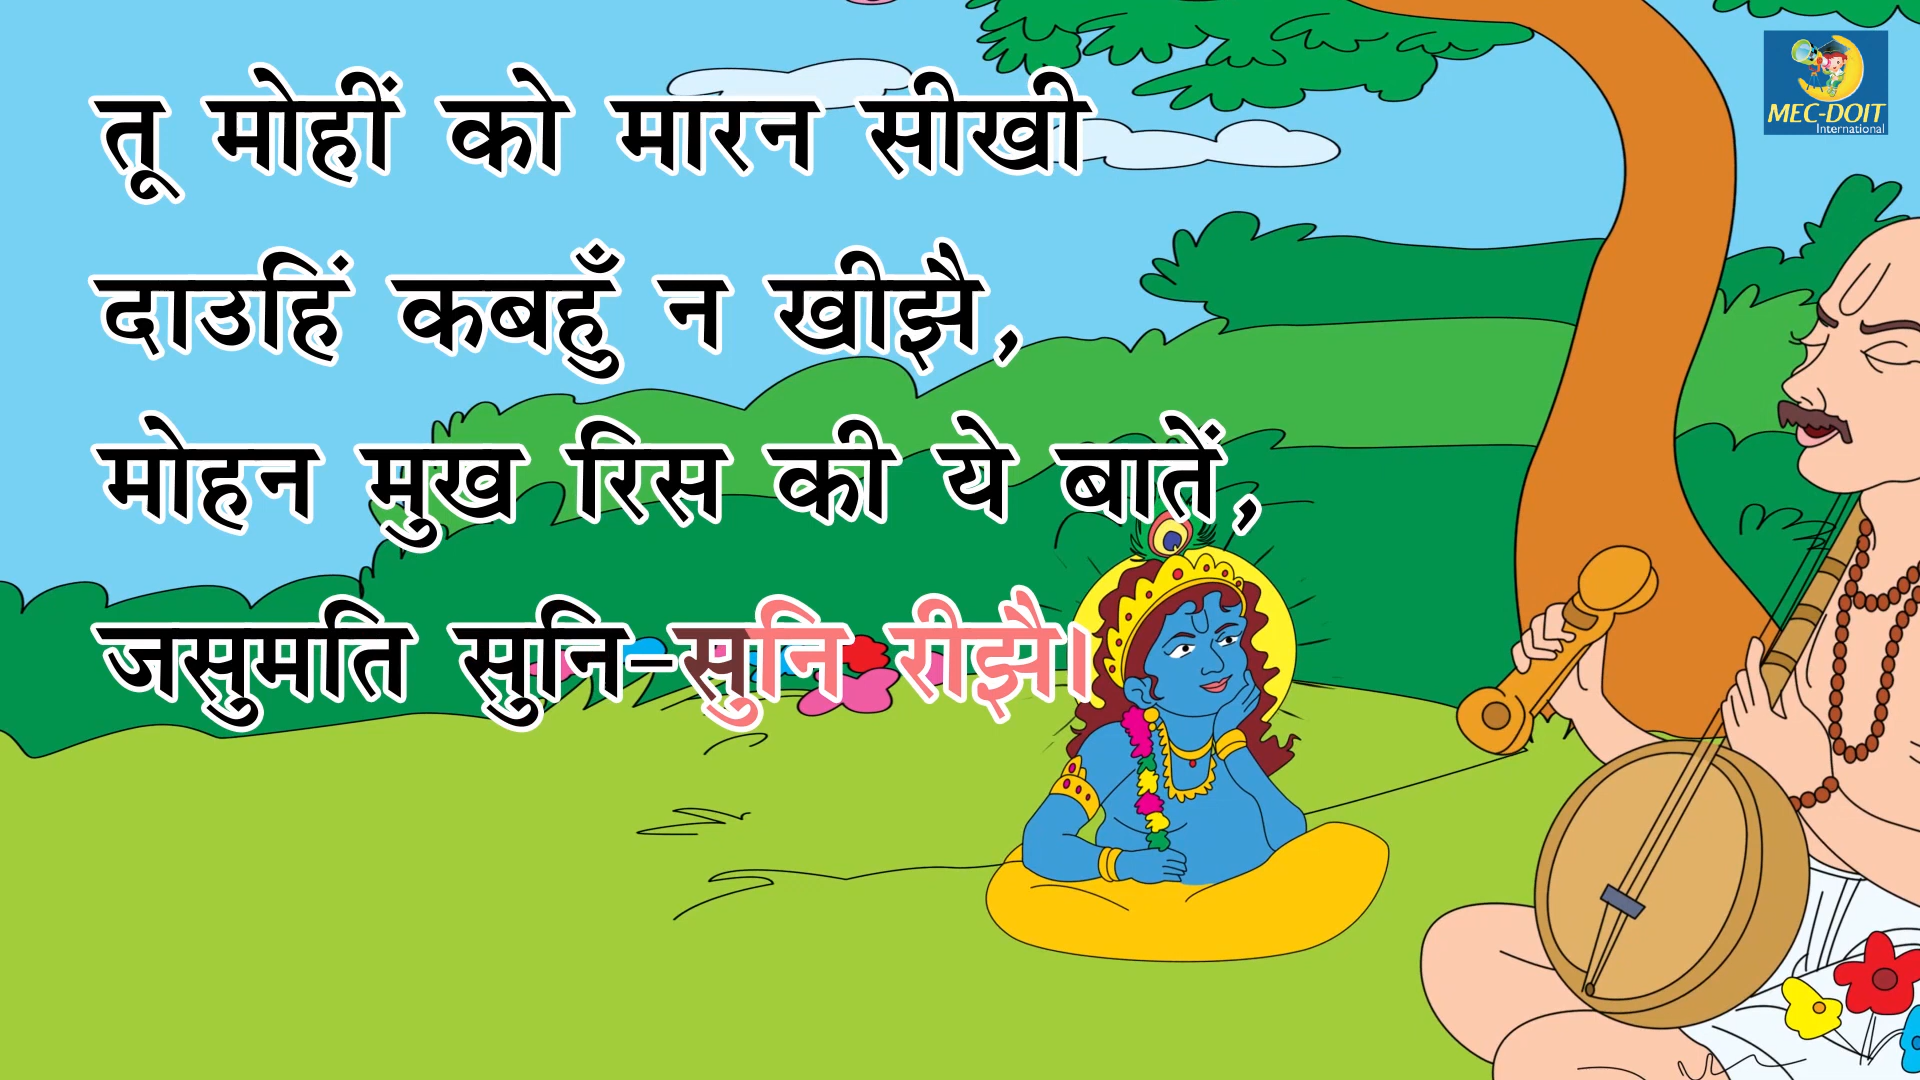 तू मोहीं को मारन सीखी
दाउहिं कबहुँ न खीझै,
मोहन मुख रिस की ये बातें,
जसुमति सुनि-सुनि रीझै।
MEC-DOIT
International